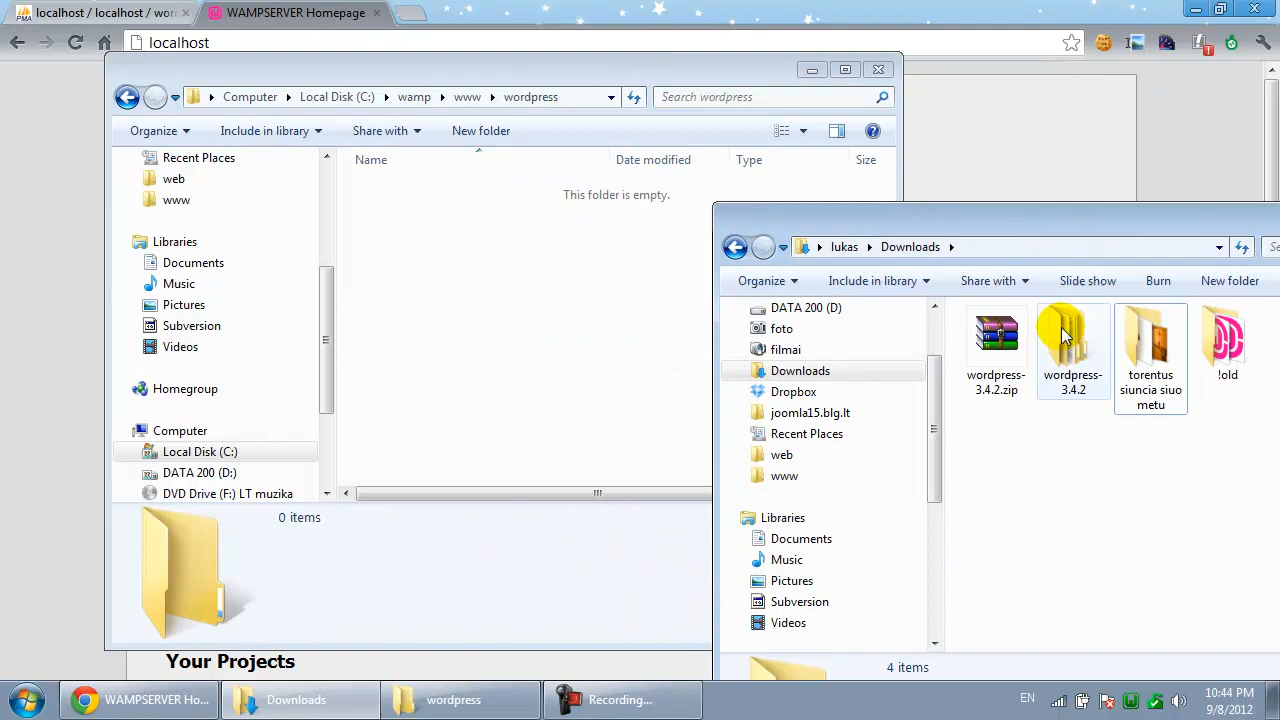 localhost / localhost / wor
WAMPSERVER Homepage
localhost
Computer
Local Disk (C:)
wamp
www
wordpress
Search wordpress
Organize
Include in library
Share with
New folder
Name
Date modified
Type
Size
This folder is empty.
Recent Places
web
www
Libraries
Documents
Music
Pictures
Subversion
Videos
Homegroup
Computer
Local Disk (C:)
DATA 200 (D:)
DVD Drive (F:) LT muzika
0 items
lukas
Downloads
Se
Organize
Include in library
Share with
Slide show
Burn
New folder
DATA 200 (D)
foto
filmai
Downloads
Dropbox
joomla15.blg.lt
Recent Places
web
www
Libraries
Documents
Music
Pictures
Subversion
Videos
wordpress-
3.4.2.zip
wordpress-
3.4.2
torentus
siuncia siuo
metu
!old
4 items
Your Projects
WAMPSERVER Ho...
Downloads
wordpress
Recording...
EN
10:44 PM
9/8/2012